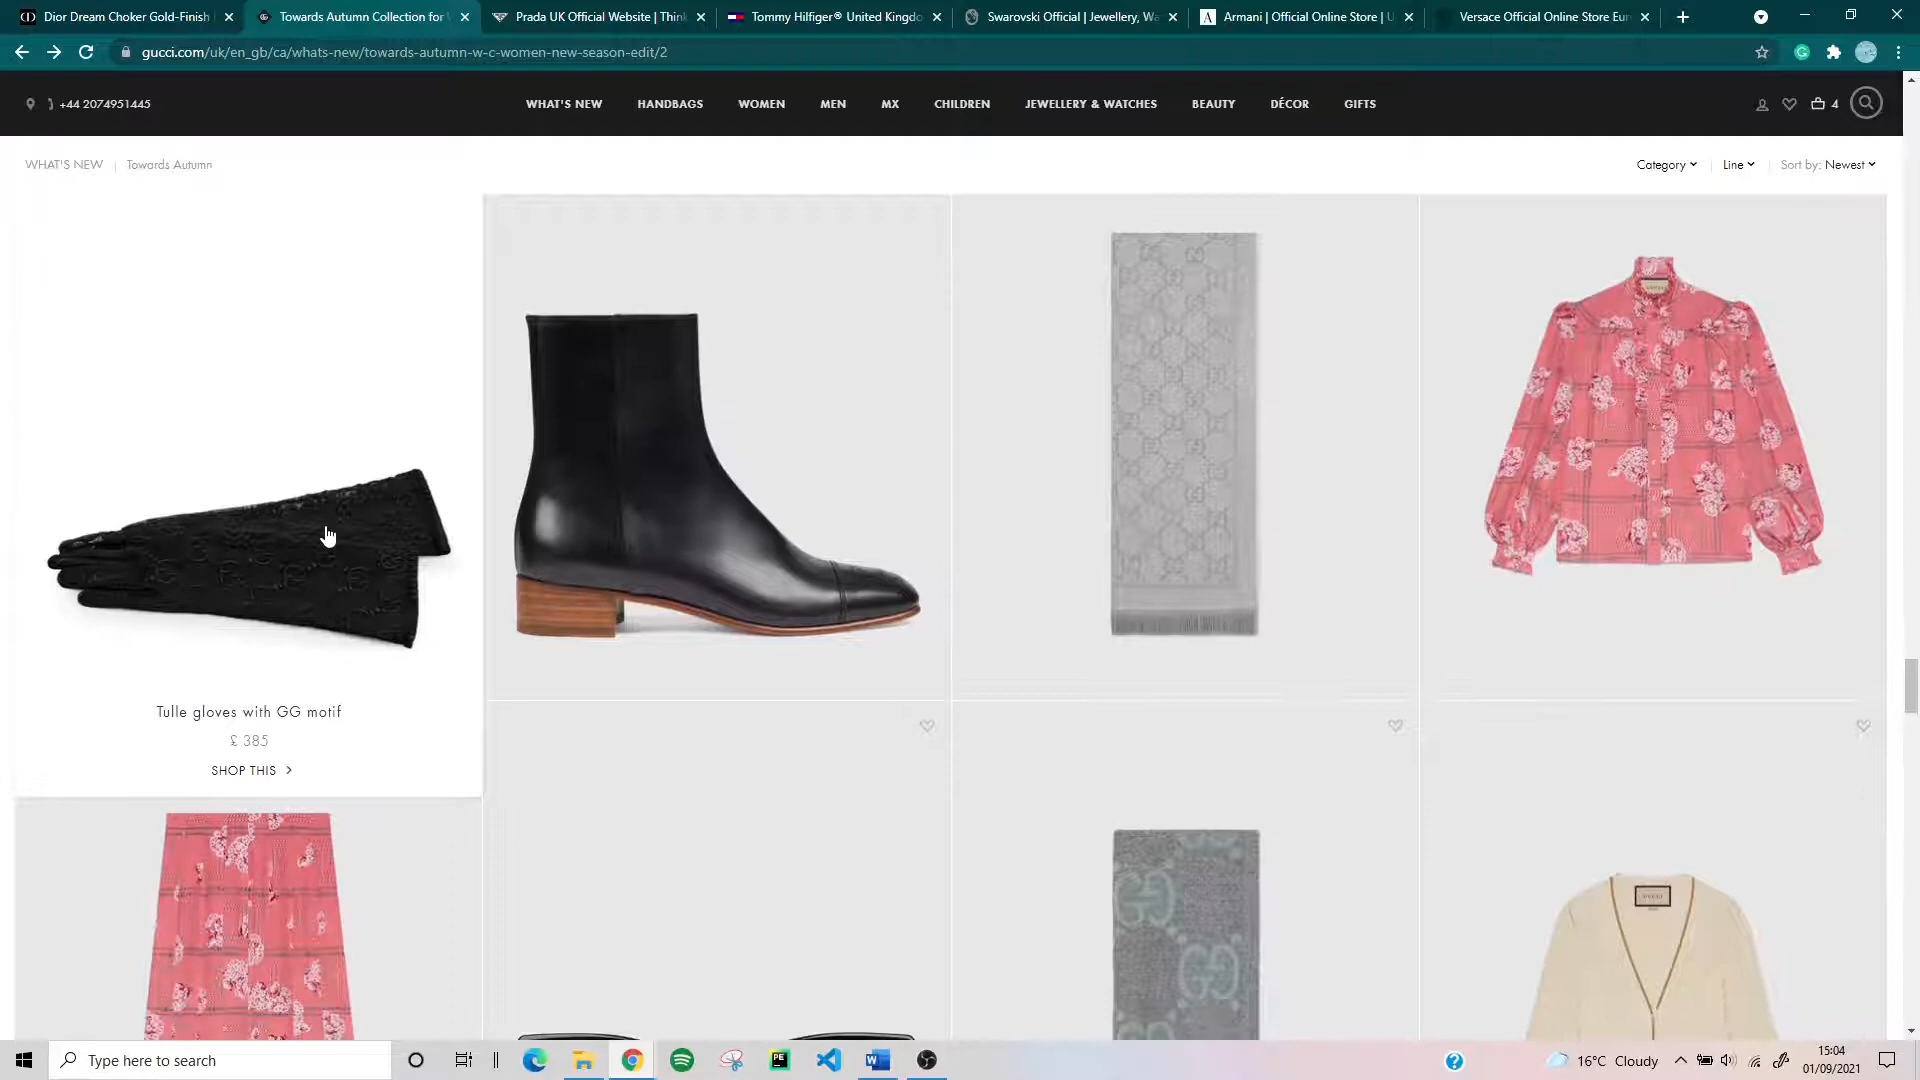 Dior Dream Choker Gold-Finish
Towards Autumn Collection for
Prada UK Official Website | Think
Tommy Hilfiger® United Kingdo
Swarovski Official | Jewellery, Wa
A Armani | Official Online Store | U
Versace Official Online Store Eur
gucci.com/uk/en_gb/ca/whats-new/towards-autumn-w-c-women-new-season-edit/2
+44 2074951445
WHAT'S NEW HANDBAGS WOMEN MEN MX CHILDREN JEWELLERY & WATCHES BEAUTY DÉCOR GIFTS
4
WHAT'S NEW | Towards Autumn
Category Line Sort by: Newest
Tulle gloves with GG motif
£ 385
SHOP THIS
Type here to search
16°C Cloudy
15:04
01/09/2021